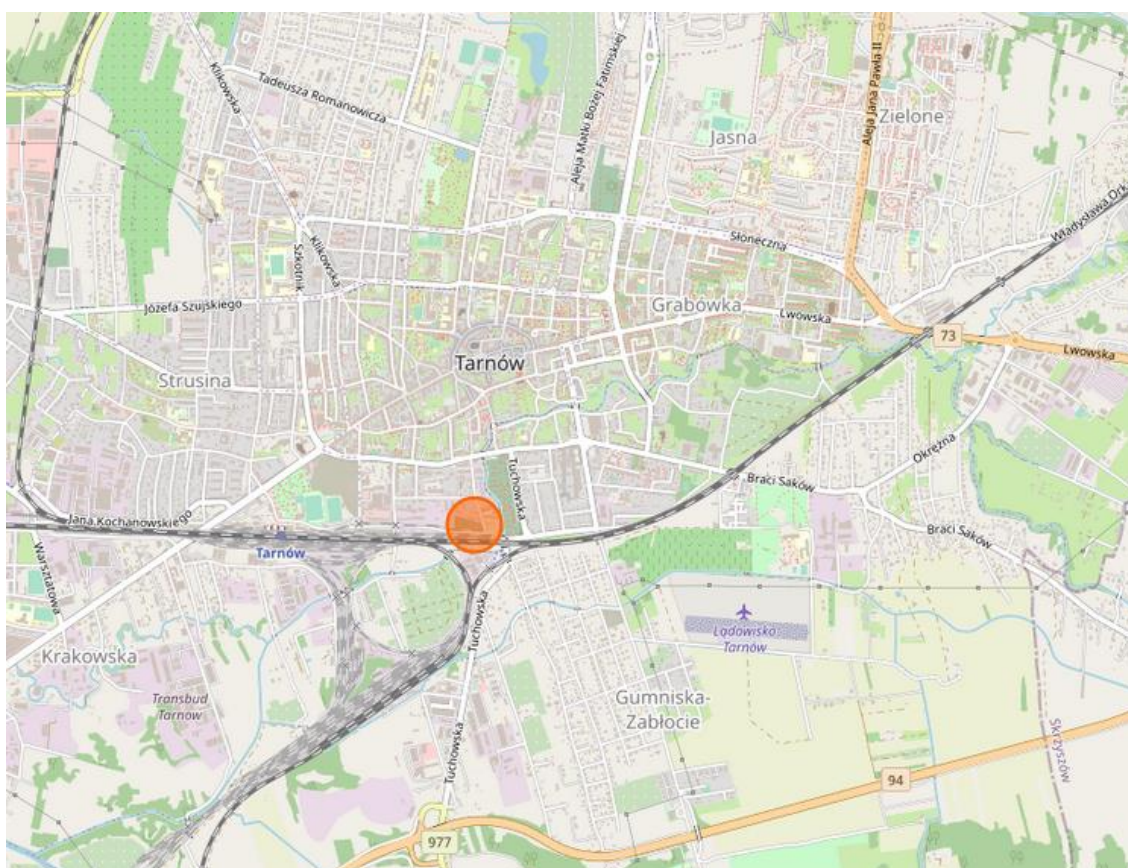 Klikowska
Tadeusza Romanowicza
Aleja Matki Bożej Fatimskiej
Aleja Jana Pawła II
Zielone
Jasna
Władysława Ork
Słoneczna
Klikowska
Szkotnik
Józefa Szujskiego
Grabówka
Lwowska
73
Lwowska
Tarnów
Strusina
Okrężna
Tuchowska
Braci Saków
Jana Kochanowskiego
Braci Saków
Tarnów
Warsztatowa
Tuchowska
Lądowisko
Tarnów
Krakowska
Transbud
Tarnów
Gumniska-
Zabłocie
Skrzyszów
Tuchowska
94
977